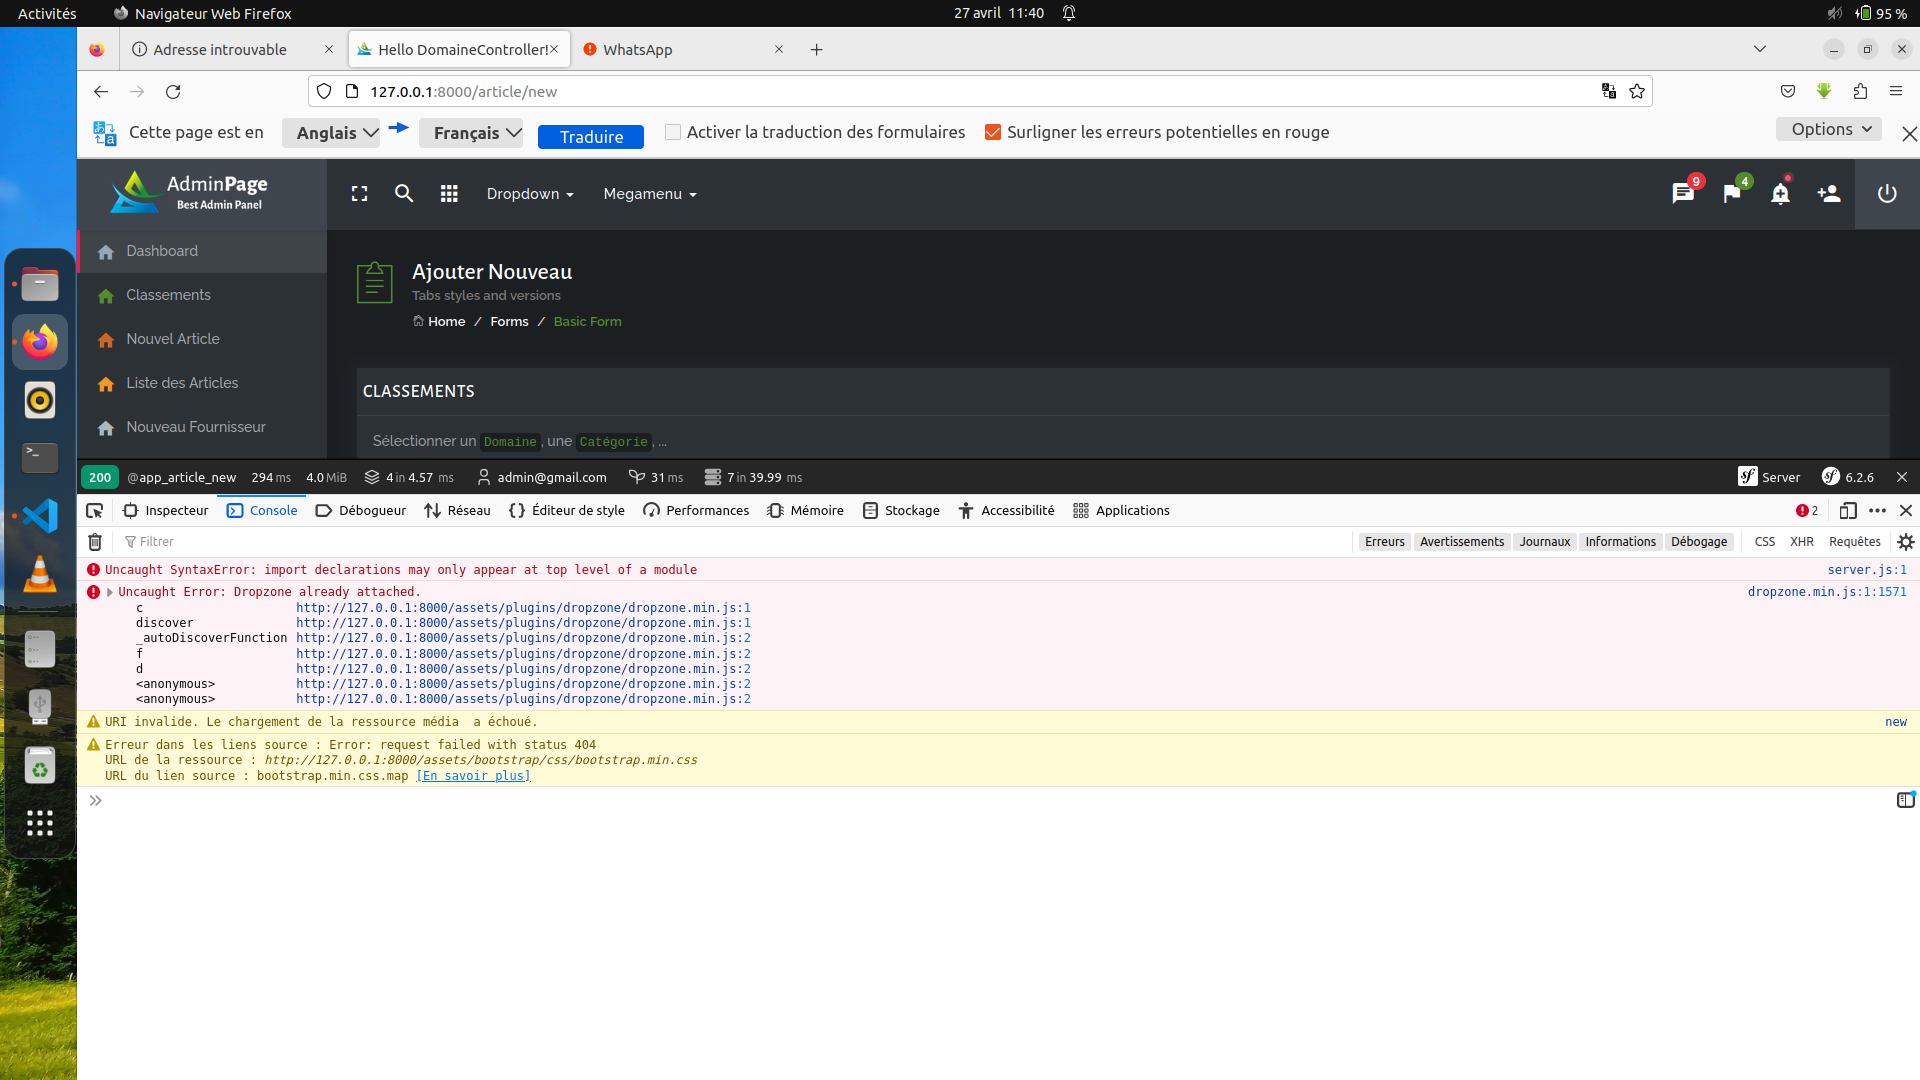 Activités
Navigateur Web Firefox
27 avril 11:40
95 %
Adresse introuvable
Hello DomaineController!
WhatsApp
127.0.0.1:8000/article/new
Cette page est en
Anglais
Français
Traduire
Activer la traduction des formulaires
Surligner les erreurs potentielles en rouge
Options
AdminPage
Best Admin Panel
Dropdown
Megamenu
9
4
Dashboard
Classements
Nouvel Article
Liste des Articles
Nouveau Fournisseur
Ajouter Nouveau
Tabs styles and versions
Home / Forms / Basic Form
CLASSEMENTS
Sélectionner un Domaine, une Catégorie, ...
200 @app_article_new 294 ms 4.0 MiB 4 in 4.57 ms admin@gmail.com 31 ms 7 in 39.99 ms Server 6.2.6
Inspecteur Console Débogueur Réseau Éditeur de style Performances Mémoire Stockage Accessibilité Applications 2
Filtrer
Erreurs Avertissements Journaux Informations Débogage CSS XHR Requêtes
Uncaught SyntaxError: import declarations may only appear at top level of a module server.js:1
Uncaught Error: Dropzone already attached. dropzone.min.js:1:1571
c http://127.0.0.1:8000/assets/plugins/dropzone/dropzone.min.js:1
discover http://127.0.0.1:8000/assets/plugins/dropzone/dropzone.min.js:1
_autoDiscoverFunction http://127.0.0.1:8000/assets/plugins/dropzone/dropzone.min.js:2
f http://127.0.0.1:8000/assets/plugins/dropzone/dropzone.min.js:2
d http://127.0.0.1:8000/assets/plugins/dropzone/dropzone.min.js:2
<anonymous> http://127.0.0.1:8000/assets/plugins/dropzone/dropzone.min.js:2
<anonymous> http://127.0.0.1:8000/assets/plugins/dropzone/dropzone.min.js:2
URI invalide. Le chargement de la ressource média  a échoué. new
Erreur dans les liens source : Error: request failed with status 404
URL de la ressource : http://127.0.0.1:8000/assets/bootstrap/css/bootstrap.min.css
URL du lien source : bootstrap.min.css.map [En savoir plus]